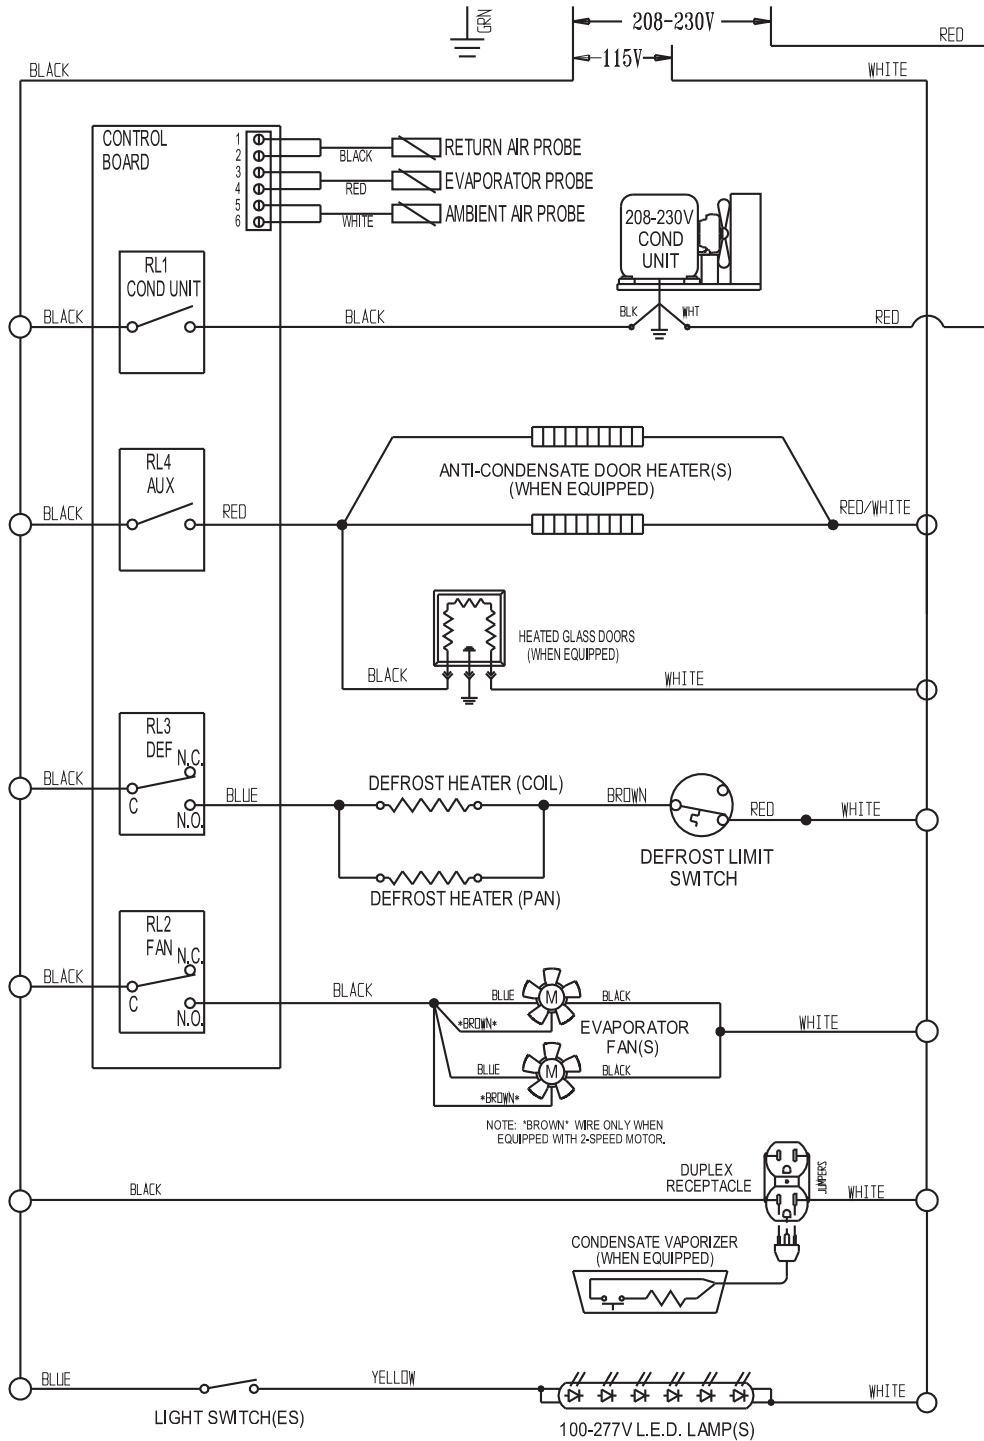 GRN
208-230V
RED
115V
BLACK
WHITE
CONTROL
BOARD
1
2
3
4
5
6
BLACK
RETURN AIR PROBE
RED
EVAPORATOR PROBE
WHITE
AMBIENT AIR PROBE
208-230V
COND
UNIT
RL1
COND UNIT
BLACK
BLACK
BLK
WHT
RED
RL4
AUX
BLACK
RED
ANTI-CONDENSATE DOOR HEATER(S)
(WHEN EQUIPPED)
RED/WHITE
HEATED GLASS DOORS
(WHEN EQUIPPED)
BLACK
WHITE
RL3
DEF
N.C.
C
N.O.
BLACK
BLUE
DEFROST HEATER (COIL)
BROWN
RED
WHITE
DEFROST LIMIT
SWITCH
DEFROST HEATER (PAN)
RL2
FAN
N.C.
C
N.O.
BLACK
BLACK
BLUE
M
BLACK
*BROWN*
EVAPORATOR
FAN(S)
WHITE
BLUE
M
BLACK
*BROWN*
NOTE: *BROWN* WIRE ONLY WHEN
EQUIPPED WITH 2-SPEED MOTOR.
BLACK
DUPLEX
RECEPTACLE
JUMPERS
WHITE
CONDENSATE VAPORIZER
(WHEN EQUIPPED)
BLUE
YELLOW
WHITE
LIGHT SWITCH(ES)
100-277V L.E.D. LAMP(S)